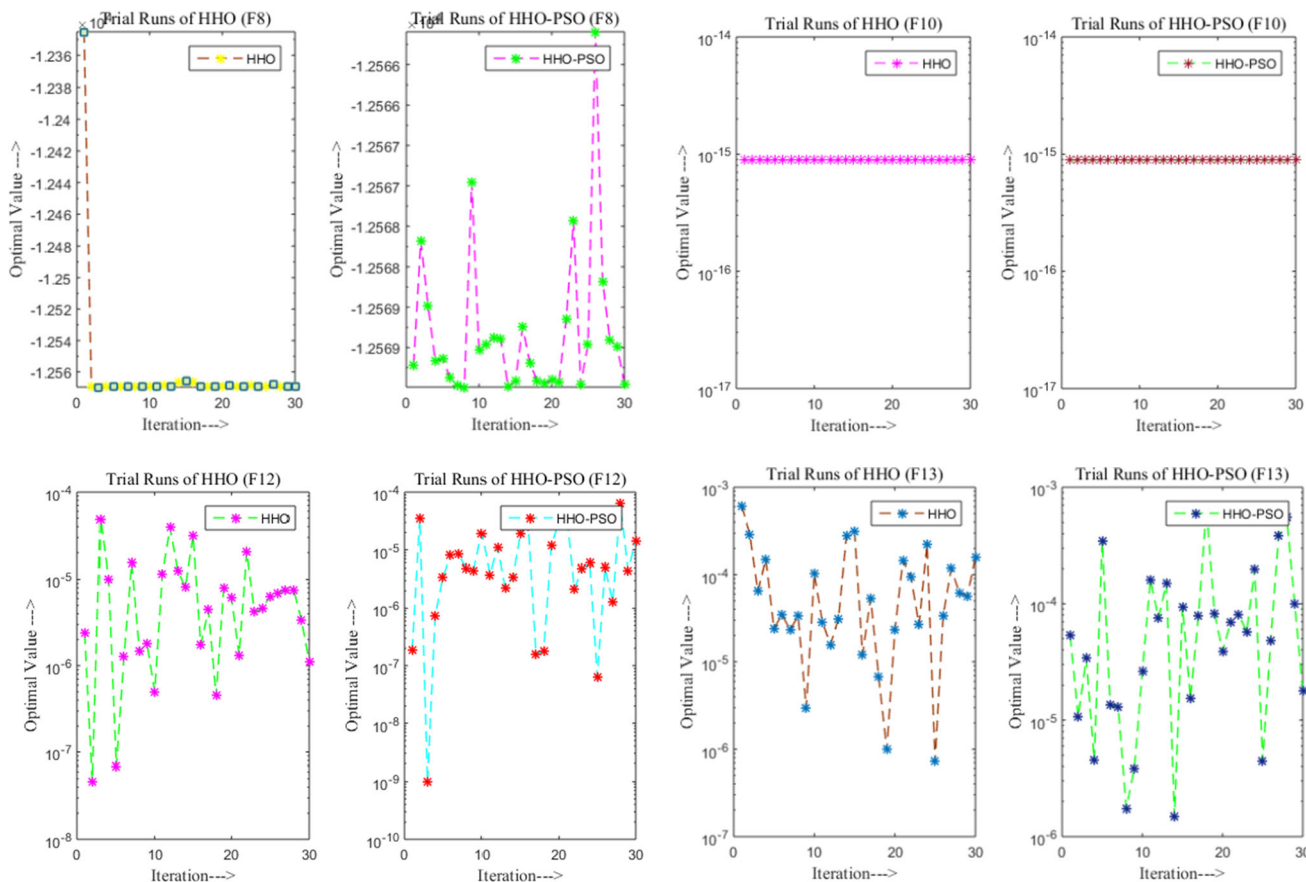 Trial Runs of HHO (F8)
HHO
-1.236
-1.238
-1.24
-1.242
-1.244
-1.246
-1.248
-1.25
-1.252
-1.254
-1.256
0
10
20
30
Optimal Value --->
Iteration--->
Trial Runs of HHO-PSO (F8)
HHO-PSO
-1.2566
-1.2566
-1.2567
-1.2567
-1.2568
-1.2568
-1.2569
-1.2569
0
10
20
30
Optimal Value --->
Iteration--->
Trial Runs of HHO (F10)
HHO
10^-14
10^-15
10^-16
10^-17
0
10
20
30
Optimal Value --->
Iteration--->
Trial Runs of HHO-PSO (F10)
HHO-PSO
10^-14
10^-15
10^-16
10^-17
0
10
20
30
Optimal Value --->
Iteration--->
Trial Runs of HHO (F12)
HHO
10^-4
10^-5
10^-6
10^-7
10^-8
0
10
20
30
Optimal Value --->
Iteration--->
Trial Runs of HHO-PSO (F12)
HHO-PSO
10^-4
10^-5
10^-6
10^-7
10^-8
10^-9
10^-10
0
10
20
30
Optimal Value --->
Iteration--->
Trial Runs of HHO (F13)
HHO
10^-3
10^-4
10^-5
10^-6
10^-7
0
10
20
30
Optimal Value --->
Iteration--->
Trial Runs of HHO-PSO (F13)
HHO-PSO
10^-3
10^-4
10^-5
10^-6
0
10
20
30
Optimal Value --->
Iteration--->